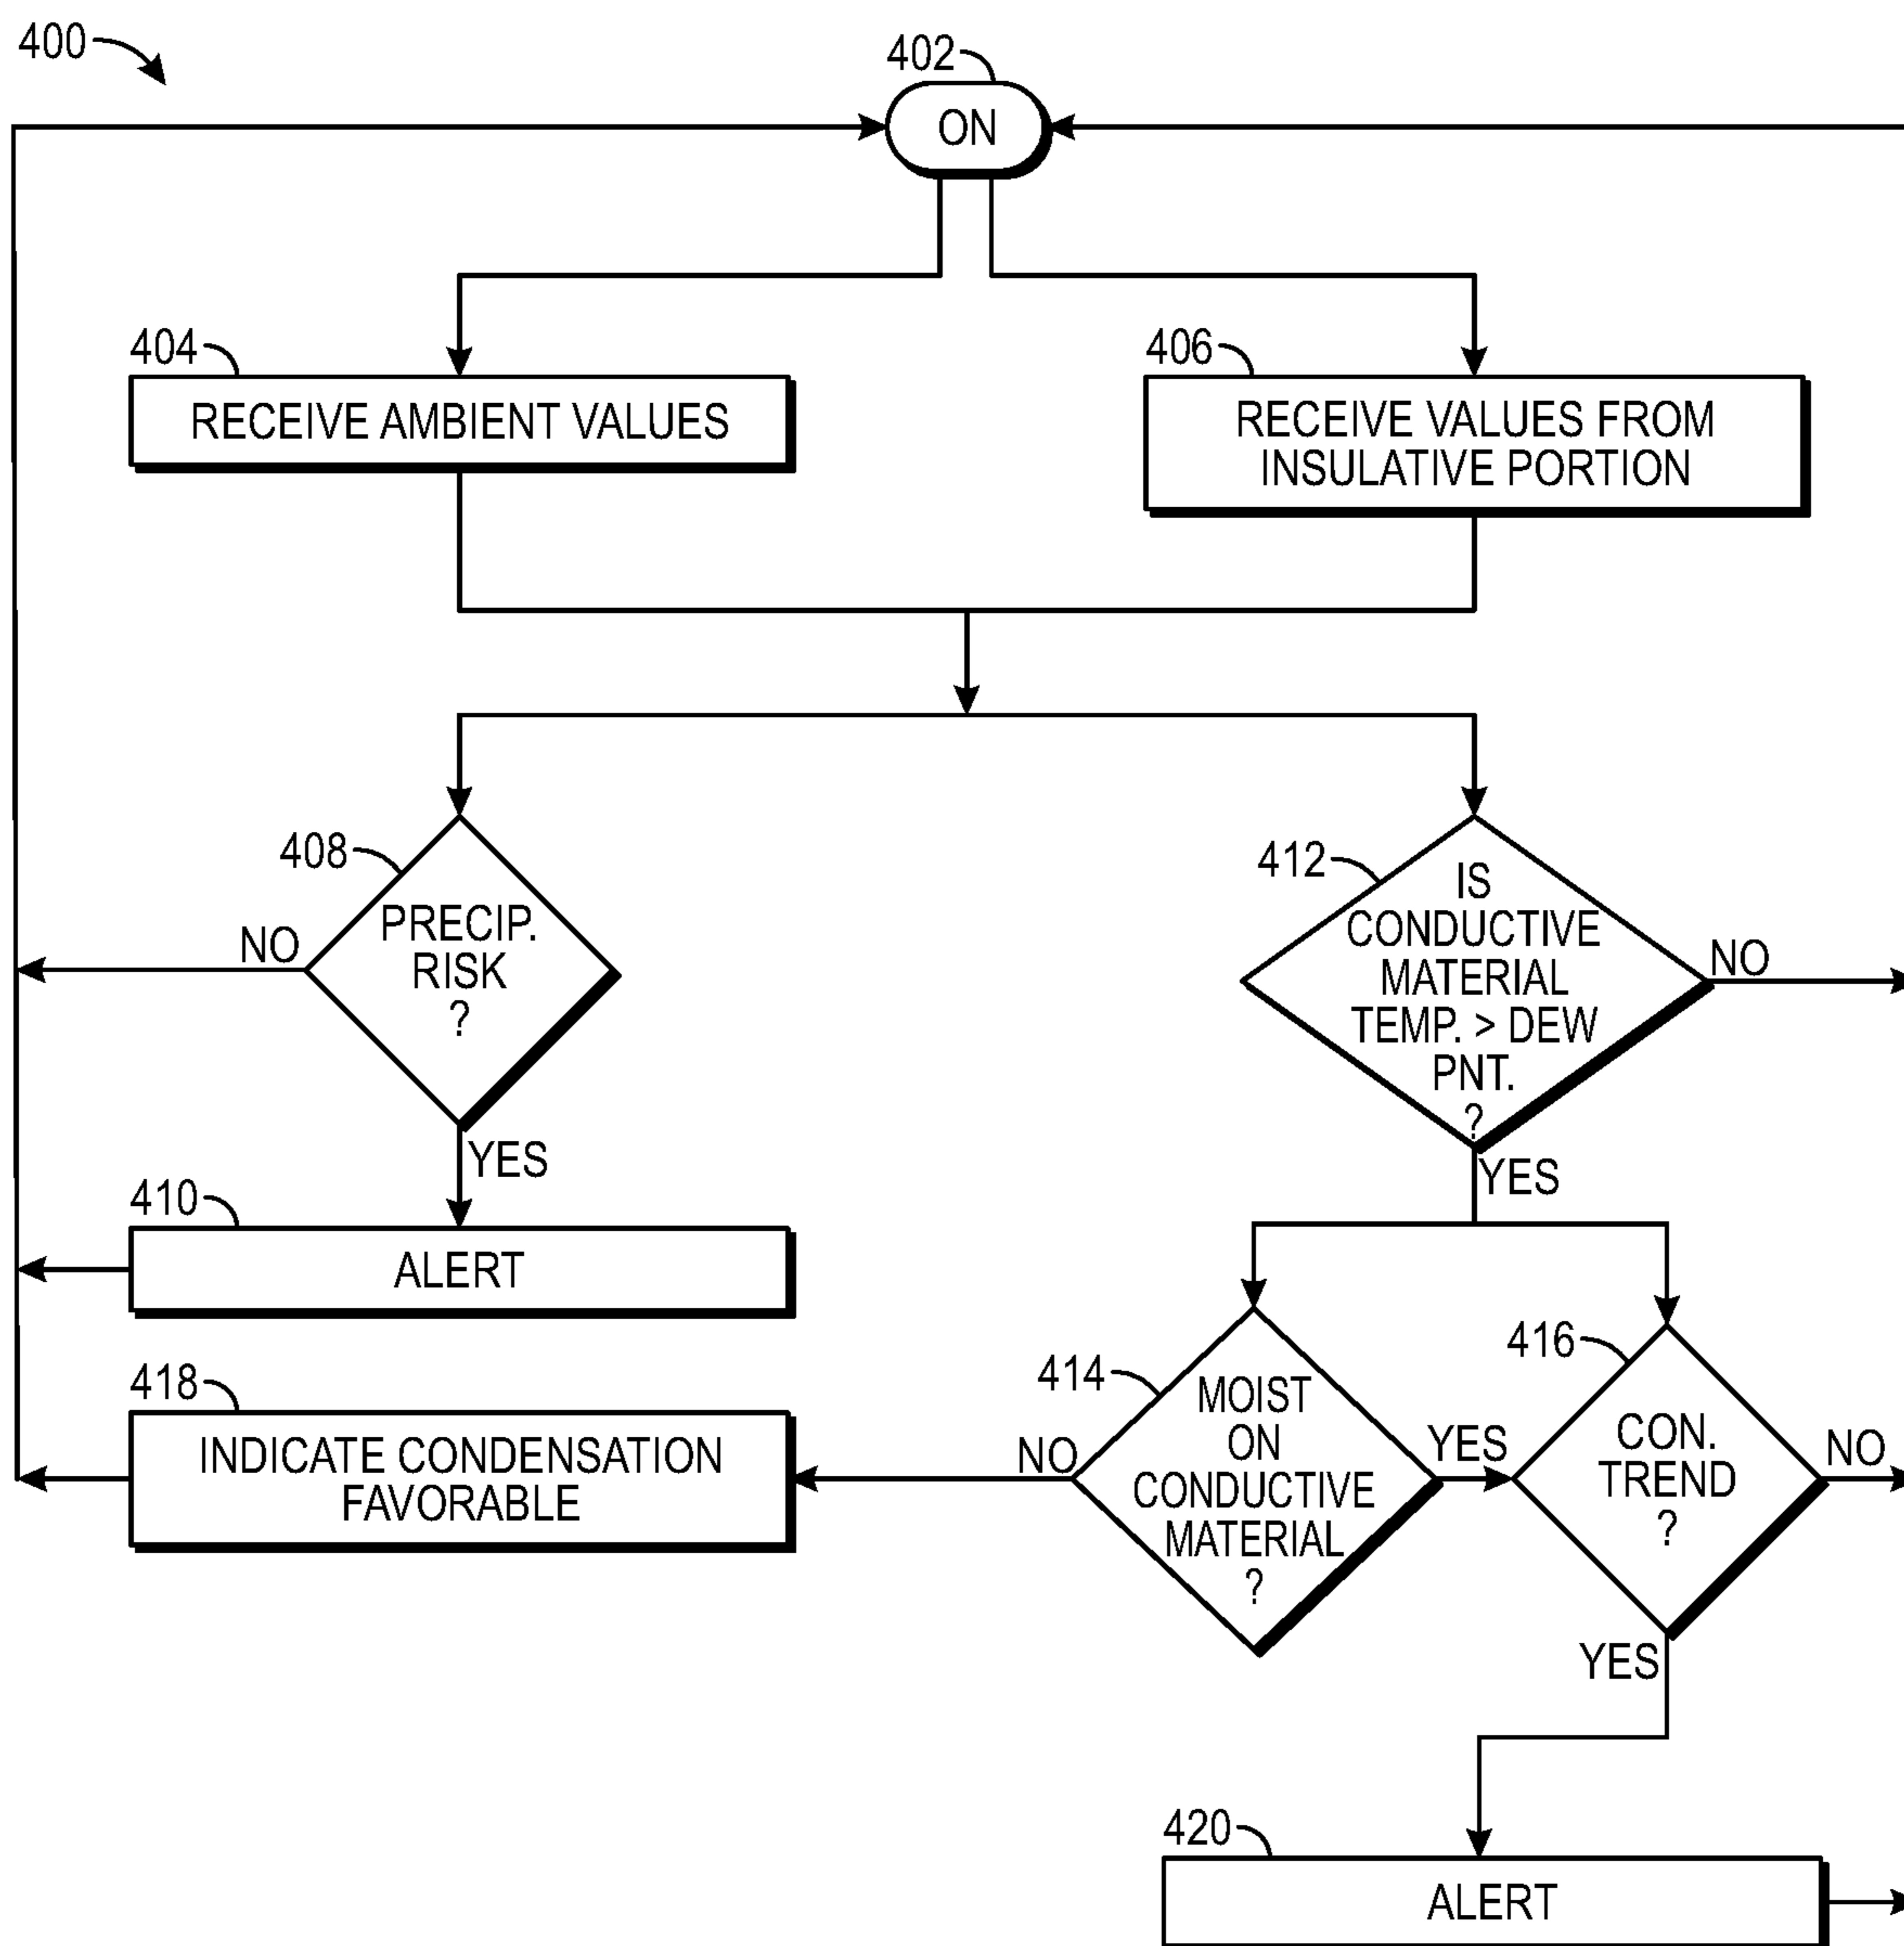 400
402
ON
404
RECEIVE AMBIENT VALUES
406
RECEIVE VALUES FROM
INSULATIVE PORTION
408
PRECIP.
RISK
?
NO
YES
412
IS
CONDUCTIVE
MATERIAL
TEMP. > DEW
PNT.
?
NO
YES
410
ALERT
418
INDICATE CONDENSATION
FAVORABLE
414
MOIST
ON
CONDUCTIVE
MATERIAL
?
NO
YES
416
CON.
TREND
?
NO
YES
420
ALERT